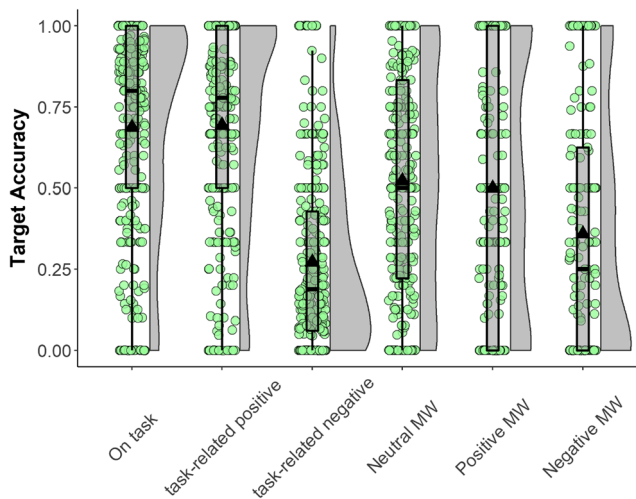 Target Accuracy
1.00
0.75
0.50
0.25
0.00
On task
task-related positive
task-related negative
Neutral MW
Positive MW
Negative MW